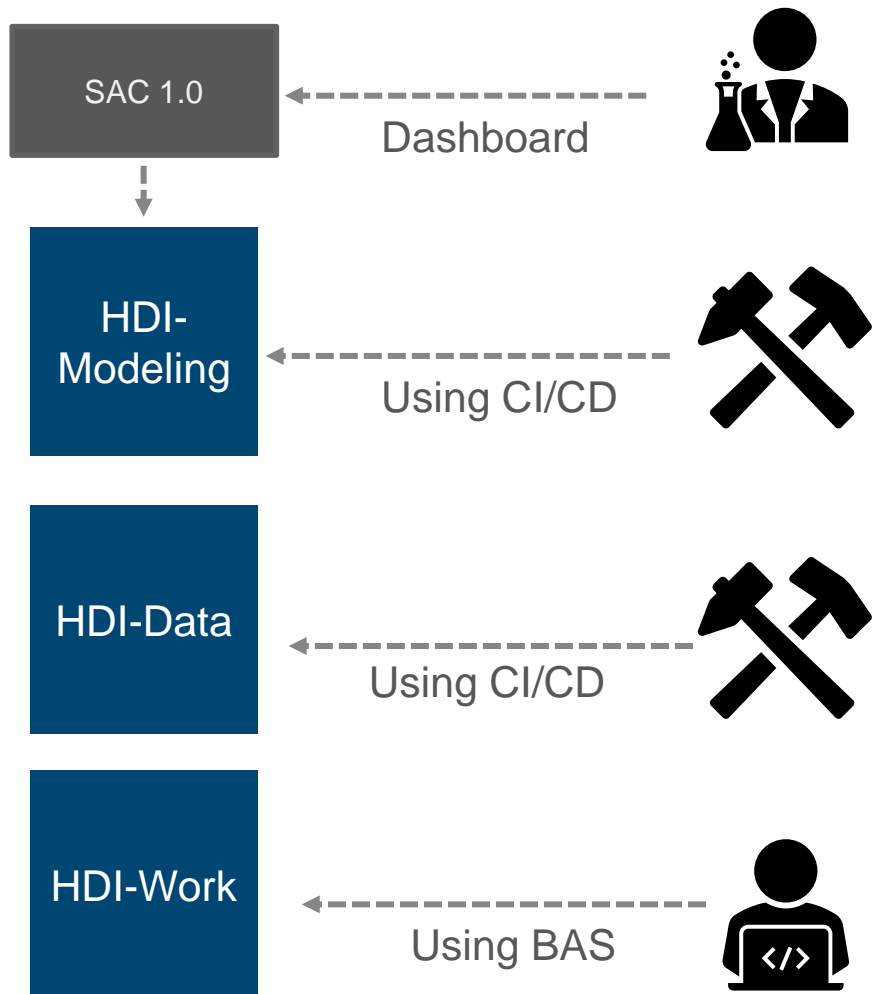 SAC 1.0
Dashboard
HDI-
Modeling
Using CI/CD
HDI-Data
Using CI/CD
HDI-Work
Using BAS
</>